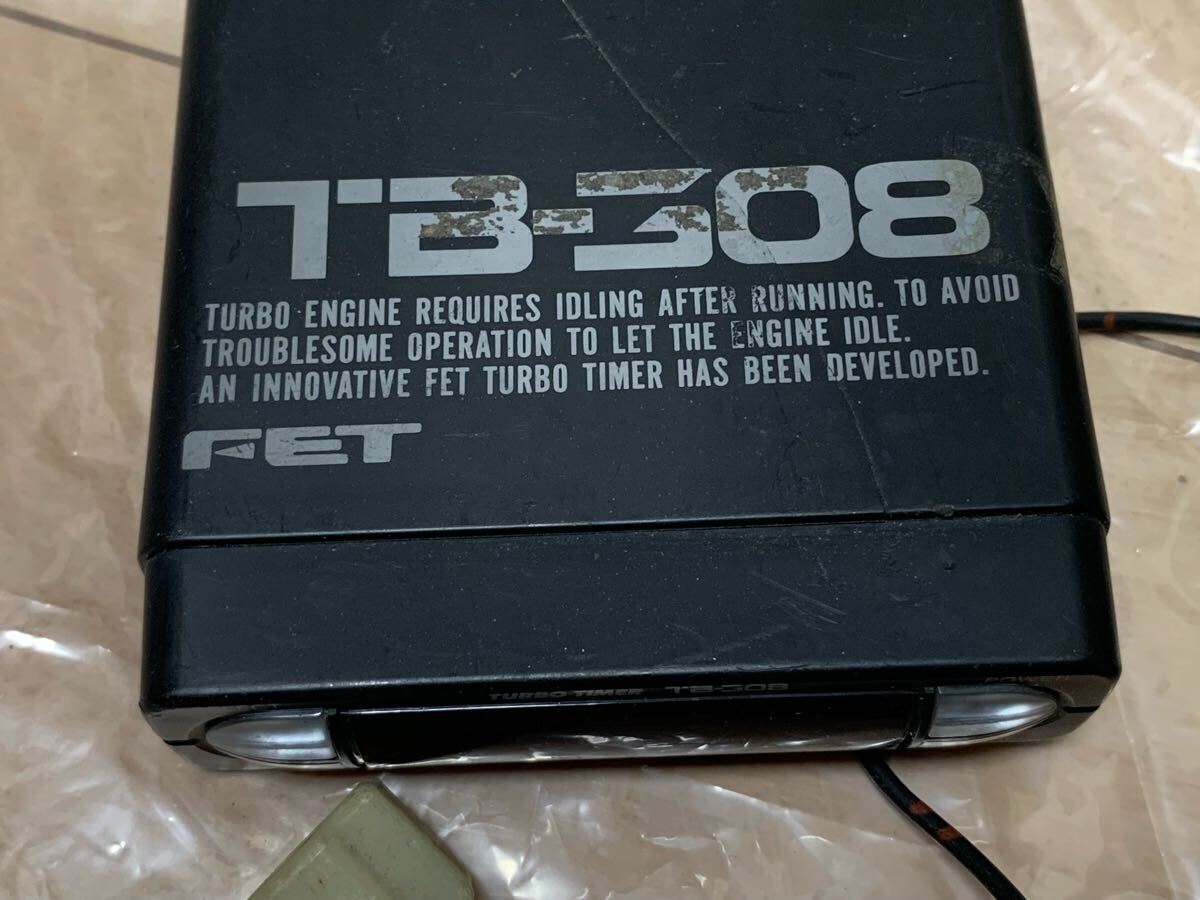 TB-308
TURBO ENGINE REQUIRES IDLING AFTER RUNNING. TO AVOID
TROUBLESOME OPERATION TO LET THE ENGINE IDLE.
AN INNOVATIVE FET TURBO TIMER HAS BEEN DEVELOPED.
FET
TURBO TIMER TB-308